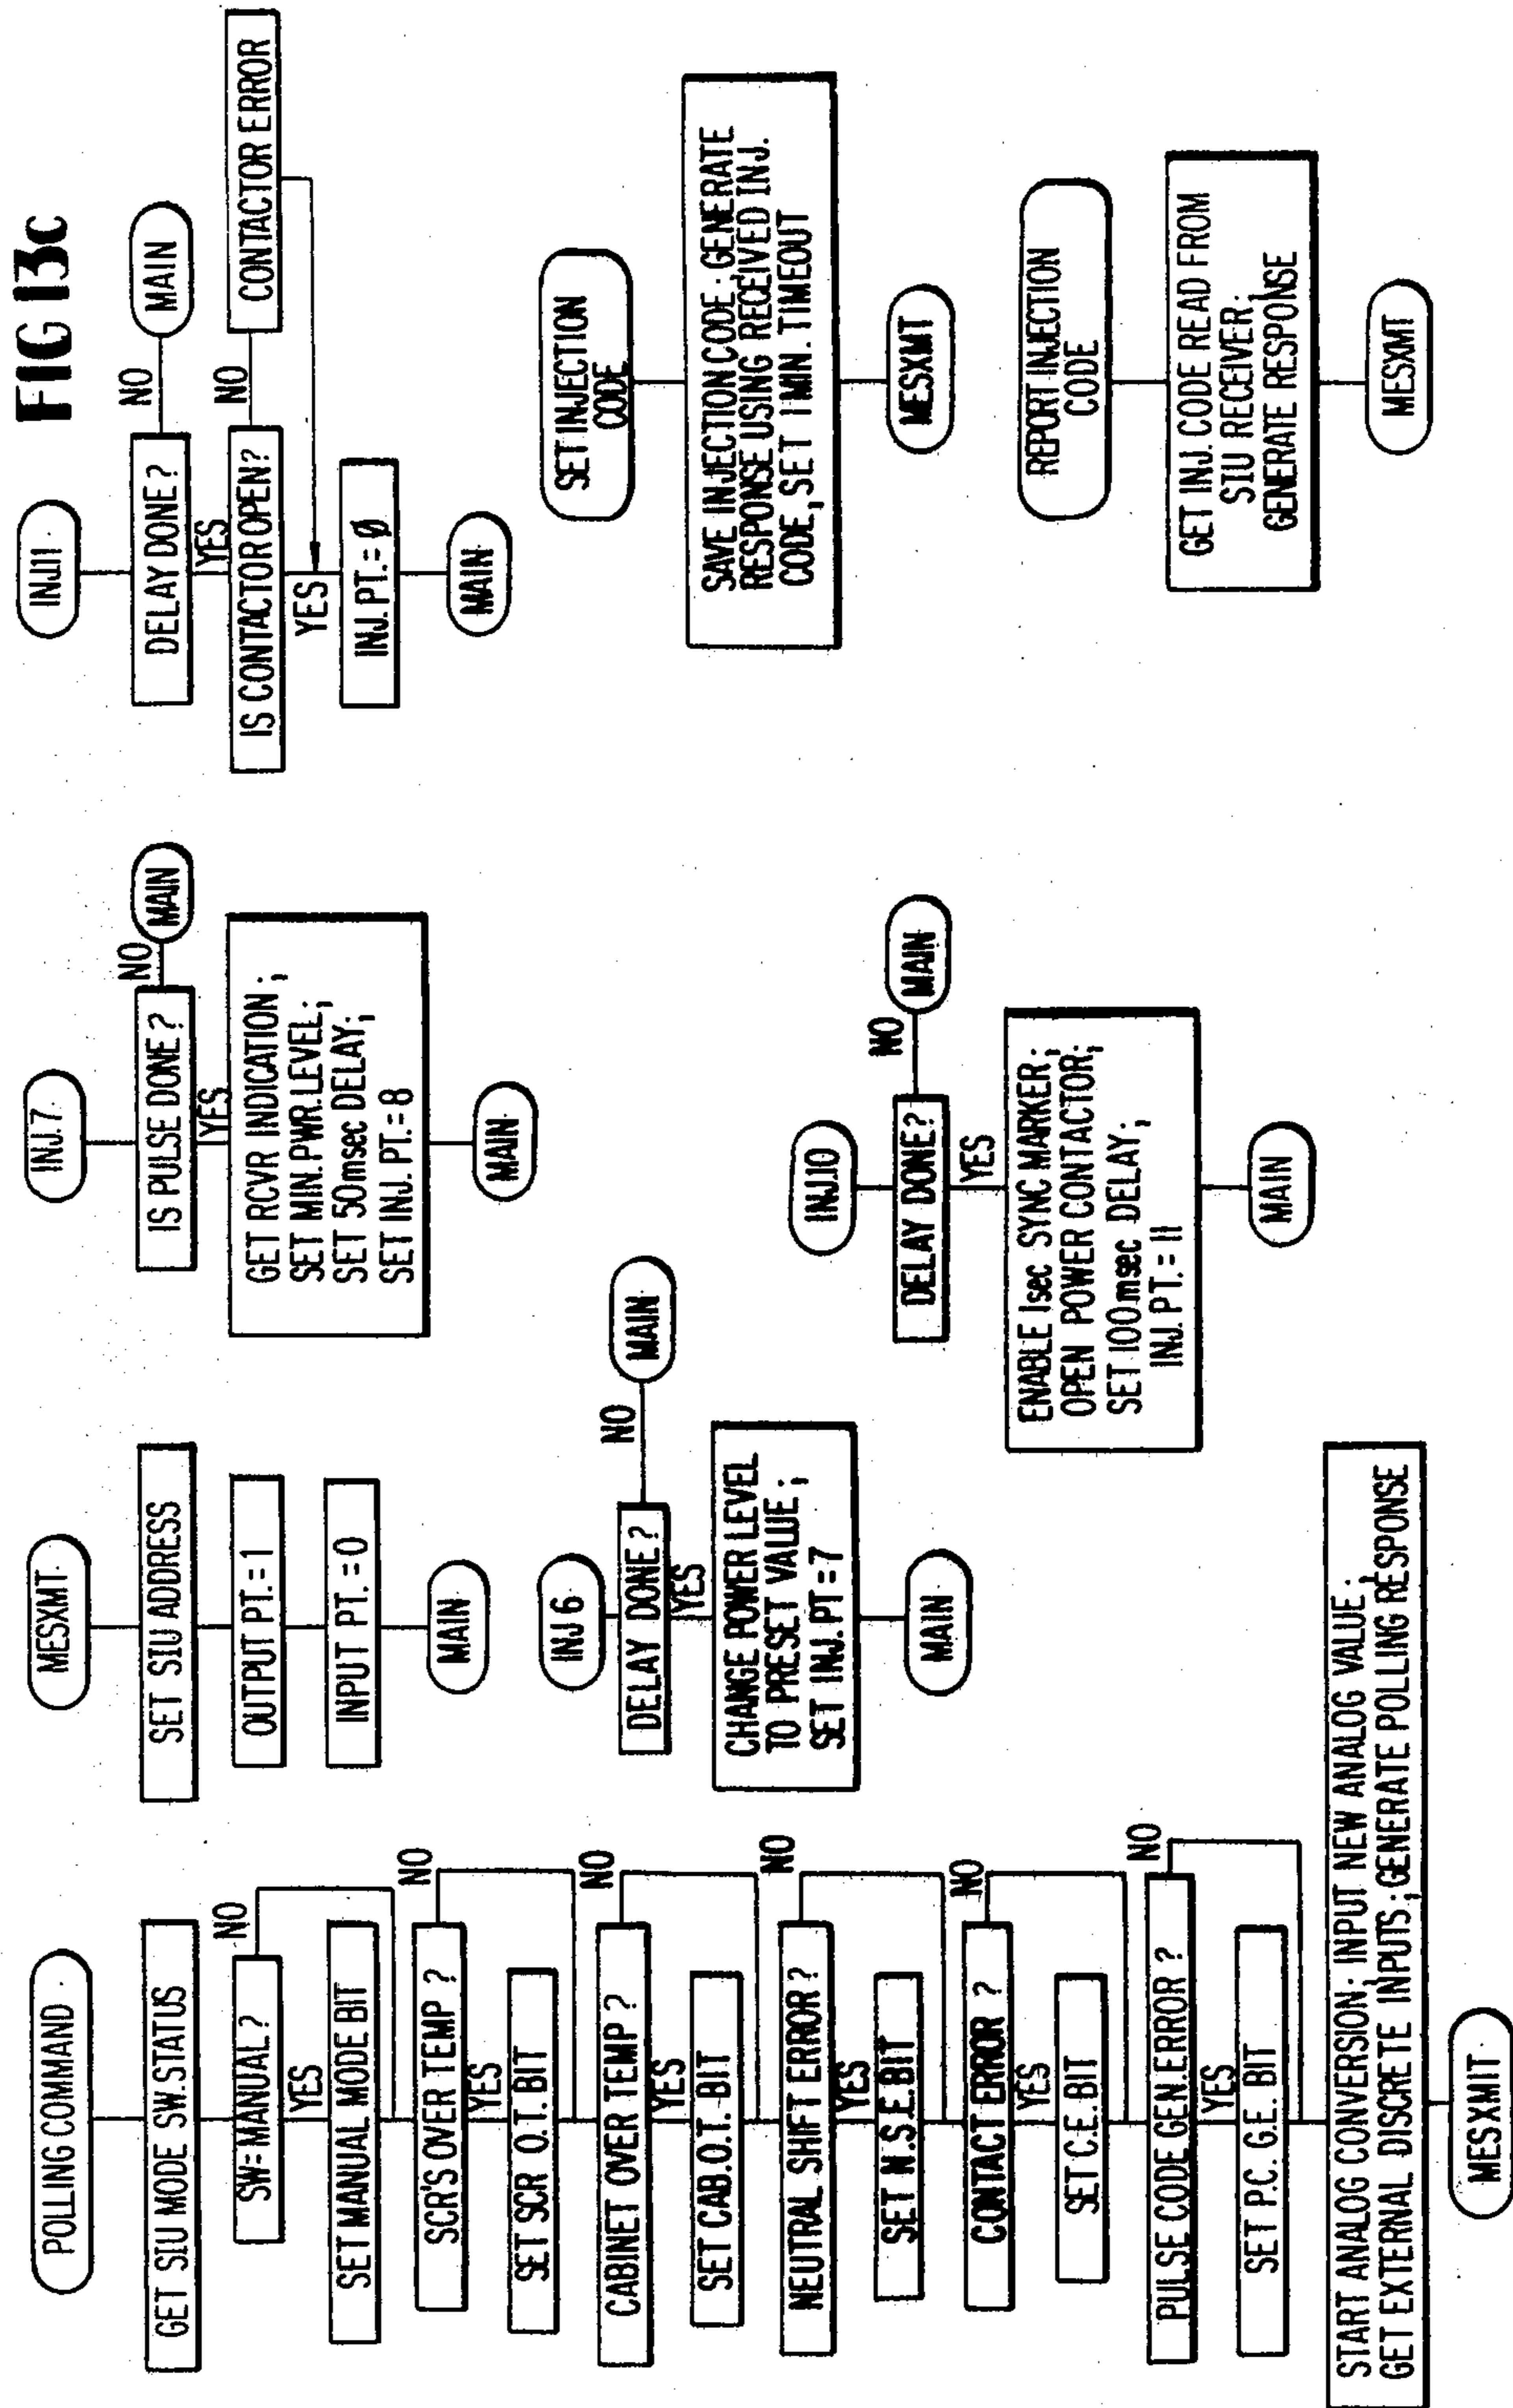 FIG 13c
POLLING COMMAND
GET SIU MODE SW. STATUS
SW=MANUAL?
NO
YES
SET MANUAL MODE BIT
SCR'S OVER TEMP ?
NO
YES
SET SCR O.T. BIT
CABINET OVER TEMP ?
NO
YES
SET CAB.O.T. BIT
NEUTRAL SHIFT ERROR?
NO
YES
SET N.S.E. BIT
CONTACT ERROR ?
NO
YES
SET C.E. BIT
PULSE CODE GEN. ERROR ?
NO
YES
SET P.C. G.E. BIT
START ANALOG CONVERSION; INPUT NEW ANALOG VALUE;
GET EXTERNAL DISCRETE INPUTS; GENERATE POLLING RESPONSE
MESXMIT
MESXMT
SET SIU ADDRESS
OUTPUT PT. = 1
INPUT PT. = 0
MAIN
INJ 6
DELAY DONE ?
NO
MAIN
YES
CHANGE POWER LEVEL
TO PRESET VALUE ;
SET INJ. PT = 7
MAIN
INJ. 7
IS PULSE DONE ?
NO
MAIN
YES
GET RCVR INDICATION ;
SET MIN. PWR. LEVEL;
SET 50msec DELAY;
SET INJ. PT. = 8
MAIN
INJ.10
DELAY DONE?
NO
MAIN
YES
ENABLE 1sec SYNC MARKER;
OPEN POWER CONTACTOR;
SET 100msec DELAY;
INJ. PT. = 11
MAIN
INJ11
DELAY DONE ?
NO
MAIN
YES
IS CONTACTOR OPEN?
NO
CONTACTOR ERROR
YES
INJ. PT. = Ø
MAIN
SET INJECTION
CODE
SAVE INJECTION CODE; GENERATE
RESPONSE USING RECEIVED INJ.
CODE, SET 1 MIN. TIMEOUT
MESXMT
REPORT INJECTION
CODE
GET INJ. CODE READ FROM
SIU RECEIVER;
GENERATE RESPONSE
MESXMT